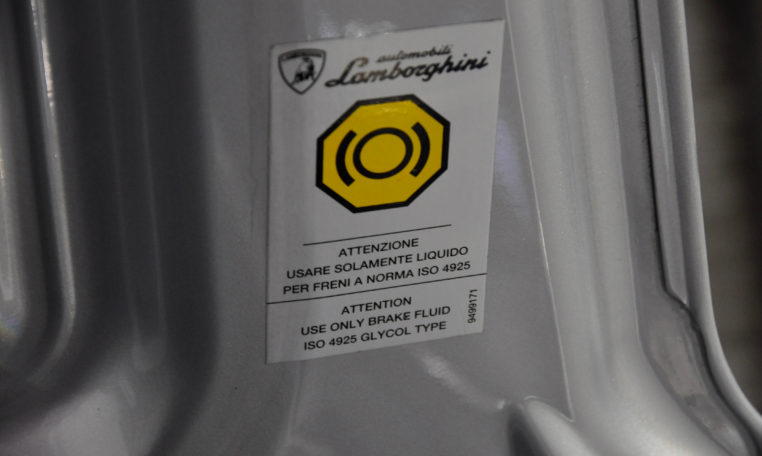 automobili
Lamborghini
ATTENZIONE
USARE SOLAMENTE LIQUIDO
PER FRENI A NORMA ISO 4925
ATTENTION
USE ONLY BRAKE FLUID
ISO 4925 GLYCOL TYPE
9499171